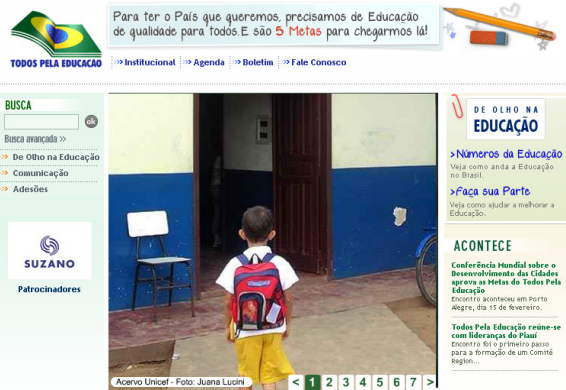 TODOS PELA EDUCAÇÃO
Para ter o País que queremos, precisamos de Educação
de qualidade para todos.E são 5 Metas para chegarmos lá!
Institucional
Agenda
Boletim
Fale Conosco
BUSCA
ok
Busca avançada >>
De Olho na Educação
Comunicação
Adesões
SUZANO
Patrocinadores
Acervo Unicef - Foto: Juana Lucini
< 1 2 3 4 5 6 7 >
DE OLHO NA
EDUCAÇÃO
>Números da Educação
Veja como anda a Educação
no Brasil.
>Faça sua Parte
Veja como ajudar a melhorar a
Educação.
ACONTECE
Conferência Mundial sobre o
Desenvolvimento das Cidades
aprova as Metas do Todos Pela
Educação
Encontro aconteceu em Porto
Alegre, dia 15 de fevereiro.
Todos Pela Educação reúne-se
com lideranças do Piauí
Encontro foi o primeiro passo
para a formação de um Comitê
Region...